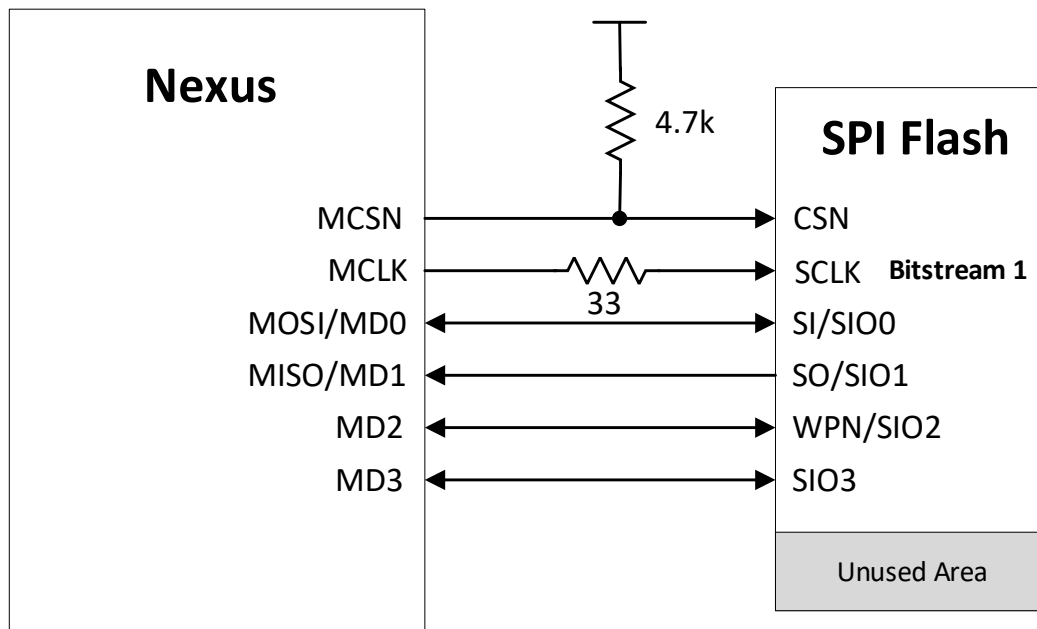 Nexus
4.7k
SPI Flash
MCSN
CSN
MCLK
33
SCLK
Bitstream 1
MOSI/MD0
SI/SIO0
MISO/MD1
SO/SIO1
MD2
WPN/SIO2
MD3
SIO3
Unused Area